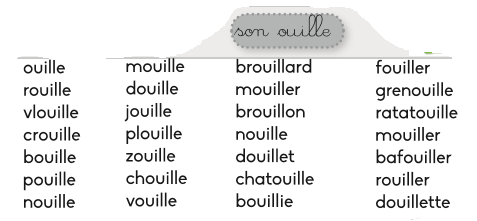 son ouille
ouille mouille brouillard fouiller
rouille douille mouiller grenouille
vlouille jouille brouillon ratatouille
crouille plouille nouille mouiller
bouille zouille douillet bafouiller
pouille chouille chatouille rouiller
nouille vouille bouillie douillette